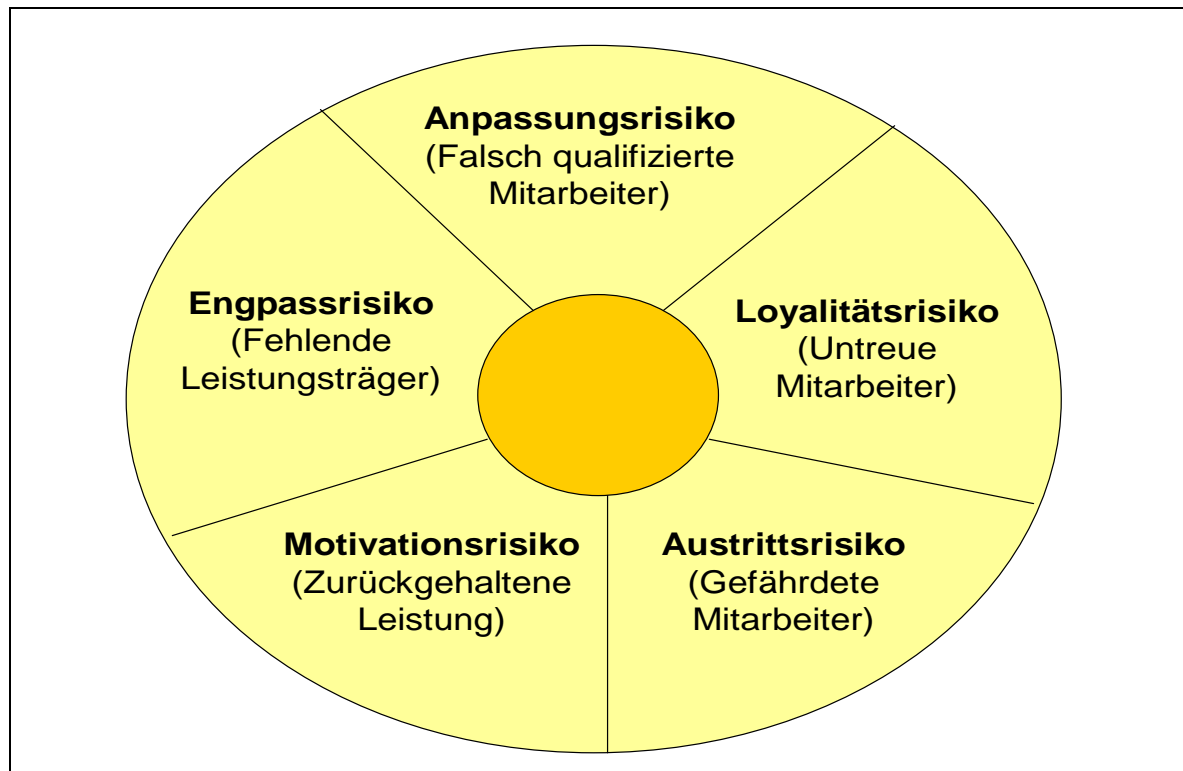 Anpassungsrisiko
(Falsch qualifizierte
Mitarbeiter)
Engpassrisiko
(Fehlende
Leistungsträger)
Loyalitätsrisiko
(Untreue
Mitarbeiter)
Motivationsrisiko
(Zurückgehaltene
Leistung)
Austrittsrisiko
(Gefährdete
Mitarbeiter)